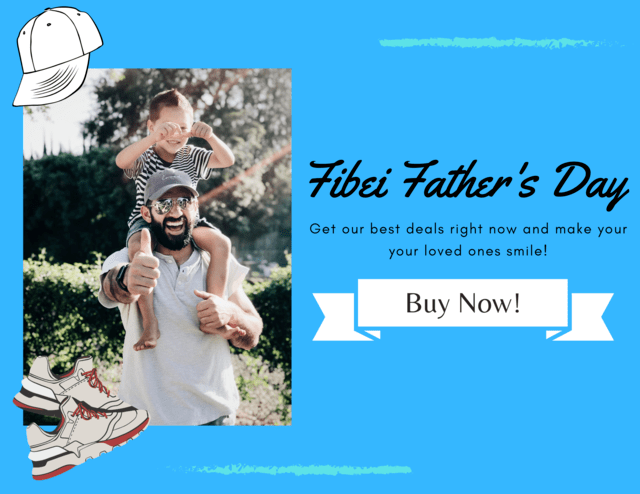 Fibei Father's Day
Get our best deals right now and make your
your loved ones smile!
Buy Now!